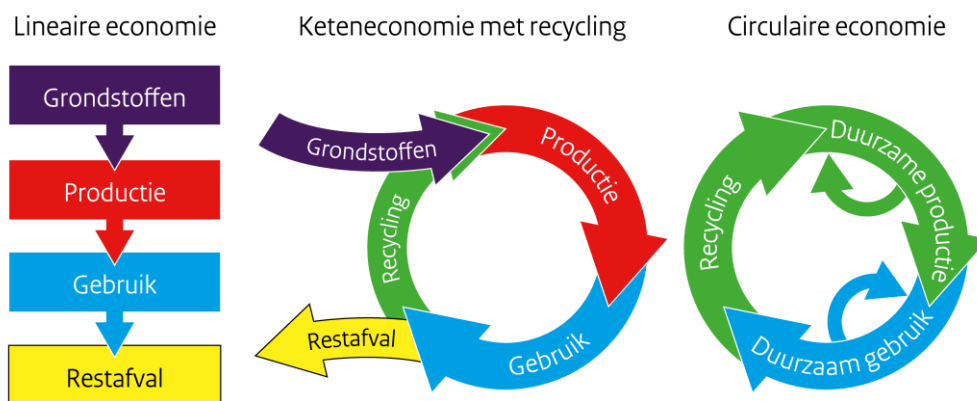 Lineaire economie
Grondstoffen
Productie
Gebruik
Restafval
Keteneconomie met recycling
Grondstoffen
Productie
Gebruik
Recycling
Restafval
Circulaire economie
Duurzame productie
Duurzaam gebruik
Recycling